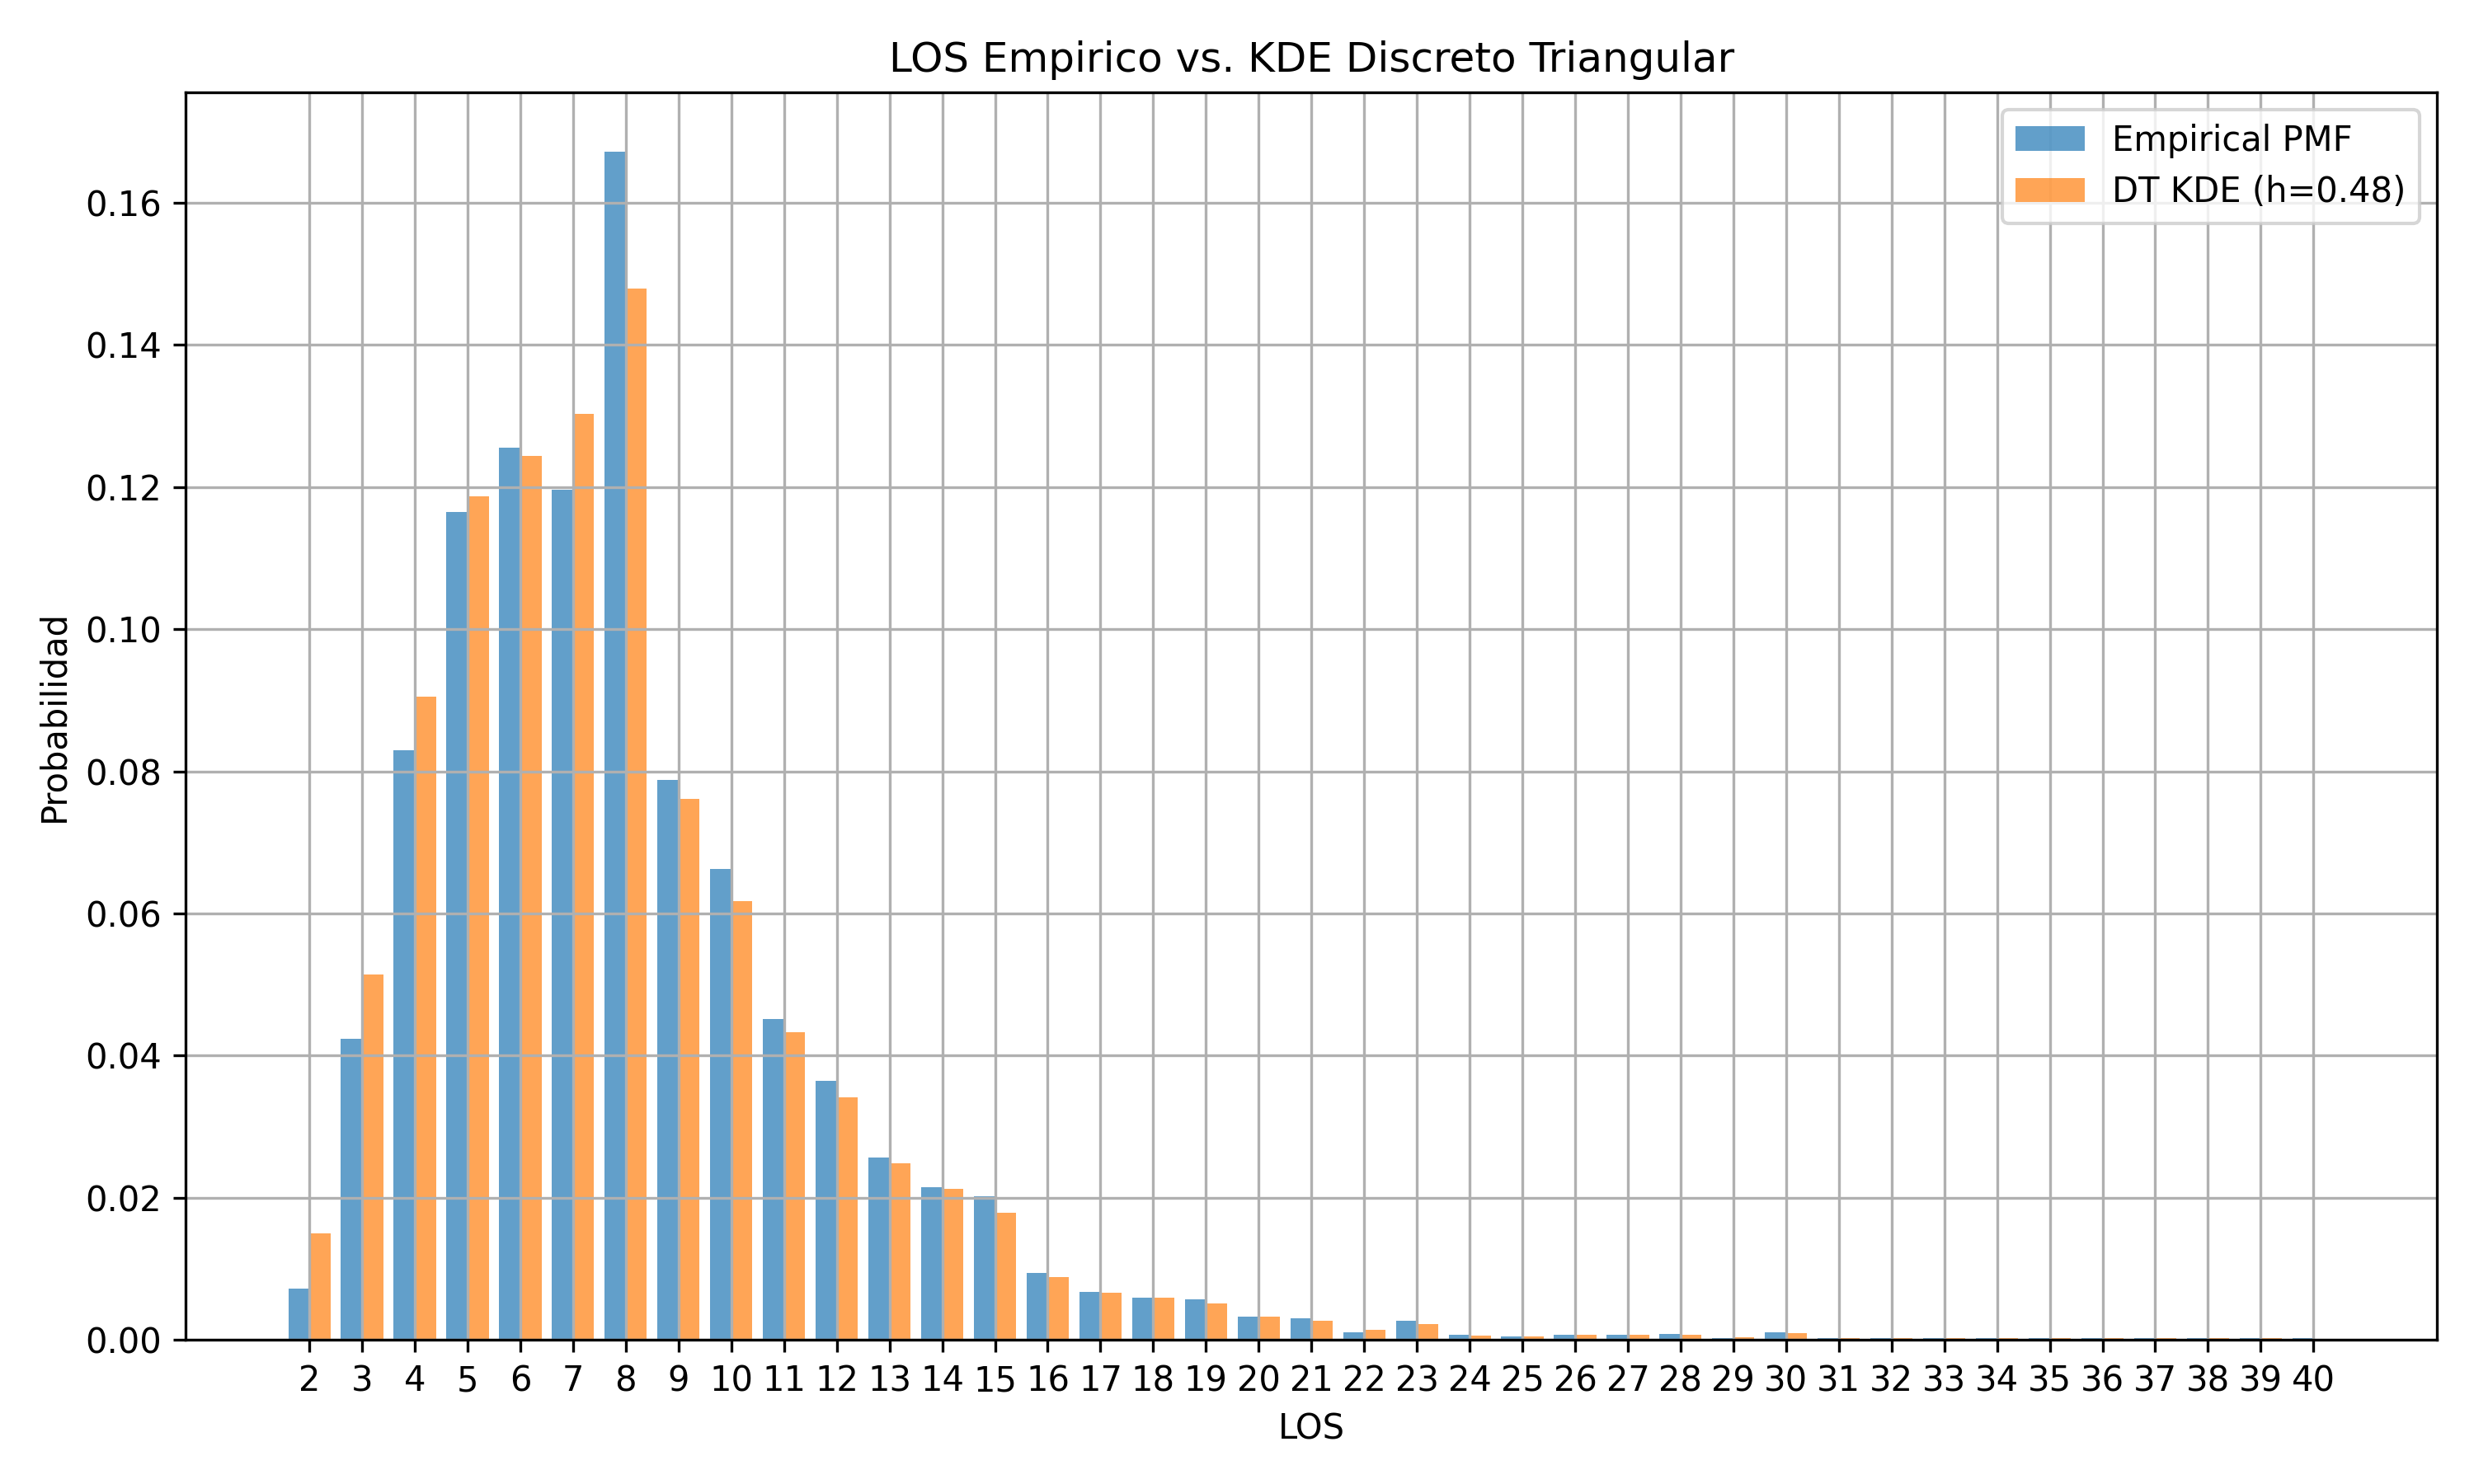 LOS Empirico vs. KDE Discreto Triangular
Empirical PMF
DT KDE (h=0.48)
Probabilidad
0.16
0.14
0.12
0.10
0.08
0.06
0.04
0.02
0.00
2 3 4 5 6 7 8 9 10 11 12 13 14 15 16 17 18 19 20 21 22 23 24 25 26 27 28 29 30 31 32 33 34 35 36 37 38 39 40
LOS